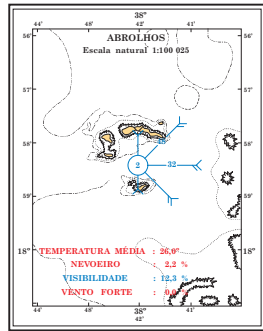 38°
44' 42' 41'
ABROLHOS
Escala natural 1:100 025
56' 56'
57' 57'
58' 58'
2 32
59' 59'
18° 18°
TEMPERATURA MÉDIA : 26,0°
NEVOEIRO : 2,2 %
VISIBILIDADE : 12,3 %
VENTO FORTE : 0,0 %
44' 42' 41'
38°